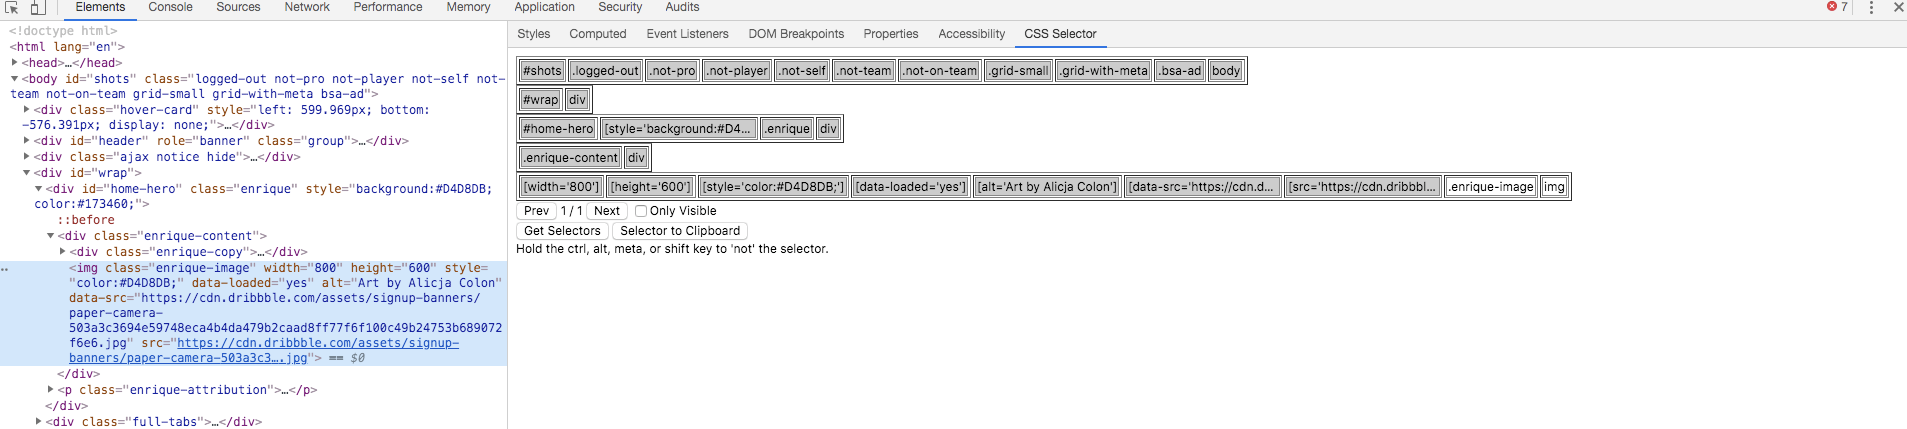 Elements Console Sources Network Performance Memory Application Security Audits 7
Styles Computed Event Listeners DOM Breakpoints Properties Accessibility CSS Selector
<!doctype html>
<html lang="en">
<head>…</head>
<body id="shots" class="logged-out not-pro not-player not-self not-
team not-on-team grid-small grid-with-meta bsa-ad">
<div class="hover-card" style="left: 599.969px; bottom:
-576.391px; display: none;">…</div>
<div id="header" role="banner" class="group">…</div>
<div class="ajax notice hide">…</div>
<div id="wrap">
<div id="home-hero" class="enrique" style="background:#D4D8DB;
color:#173460;">
::before
<div class="enrique-content">
<div class="enrique-copy">…</div>
<img class="enrique-image" width="800" height="600" style=
"color:#D4D8DB;" data-loaded="yes" alt="Art by Alicja Colon"
data-src="https://cdn.dribbble.com/assets/signup-banners/
paper-camera-
503a3c3694e59748eca4b4da479b2caad8ff77f6f100c49b24753b689072
f6e6.jpg" src="https://cdn.dribbble.com/assets/signup-
banners/paper-camera-503a3c3….jpg"> == $0
</div>
<p class="enrique-attribution">…</p>
</div>
<div class="full-tabs">…</div>
#shots .logged-out .not-pro .not-player .not-self .not-team .not-on-team .grid-small .grid-with-meta .bsa-ad body
#wrap div
#home-hero [style='background:#D4... .enrique div
.enrique-content div
[width='800'] [height='600'] [style='color:#D4D8DB;'] [data-loaded='yes'] [alt='Art by Alicja Colon'] [data-src='https://cdn.d... [src='https://cdn.dribbbl... .enrique-image img
Prev 1 / 1 Next Only Visible
Get Selectors Selector to Clipboard
Hold the ctrl, alt, meta, or shift key to 'not' the selector.